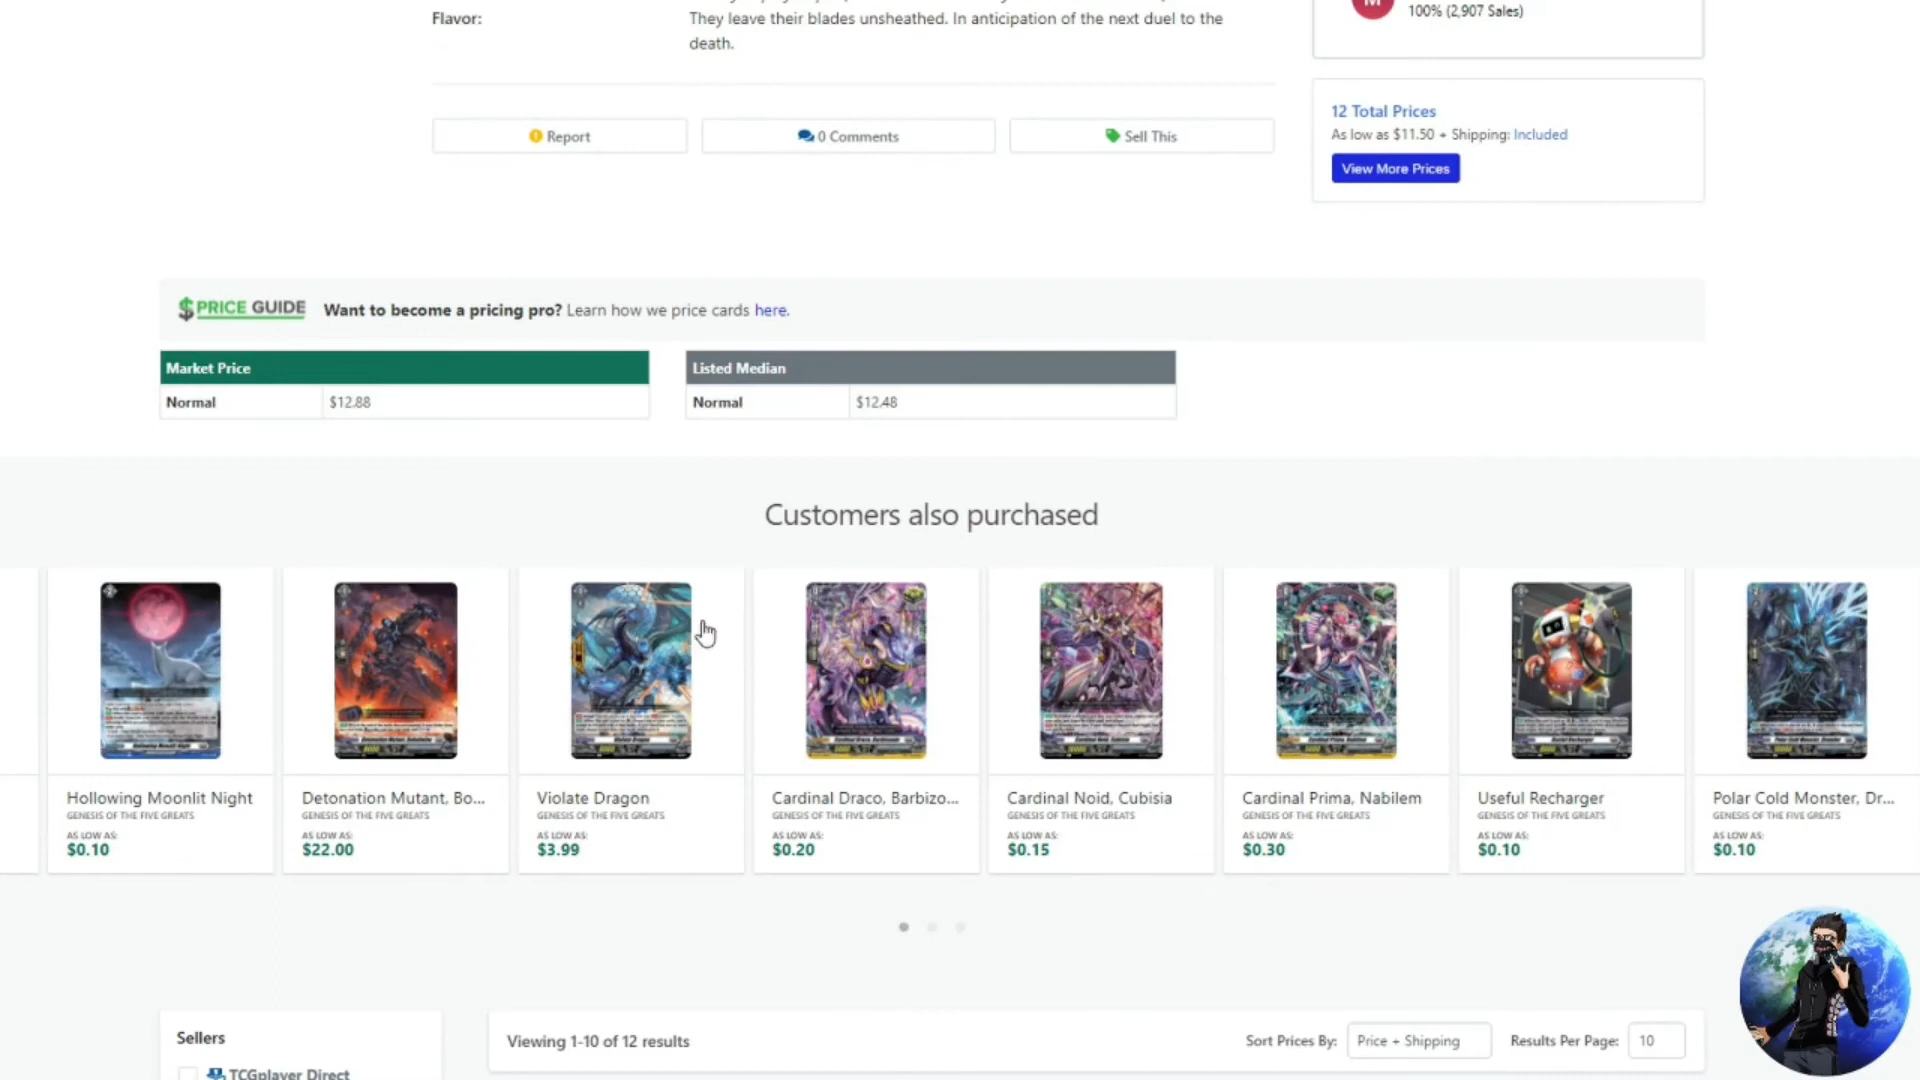 Flavor:
They leave their blades unsheathed. In anticipation of the next duel to the
death.
100% (2,907 Sales)
Report
0 Comments
Sell This
12 Total Prices
As low as $11.50 + Shipping: Included
View More Prices
$PRICE GUIDE
Want to become a pricing pro? Learn how we price cards here.
Market Price
Normal
$12.88
Listed Median
Normal
$12.48
Customers also purchased
Hollowing Moonlit Night
GENESIS OF THE FIVE GREATS
AS LOW AS:
$0.10
Detonation Mutant, Bo...
GENESIS OF THE FIVE GREATS
AS LOW AS:
$22.00
Violate Dragon
GENESIS OF THE FIVE GREATS
AS LOW AS:
$3.99
Cardinal Draco, Barbizo...
GENESIS OF THE FIVE GREATS
AS LOW AS:
$0.20
Cardinal Noid, Cubisia
GENESIS OF THE FIVE GREATS
AS LOW AS:
$0.15
Cardinal Prima, Nabilem
GENESIS OF THE FIVE GREATS
AS LOW AS:
$0.30
Useful Recharger
GENESIS OF THE FIVE GREATS
AS LOW AS:
$0.10
Polar Cold Monster, Dr...
GENESIS OF THE FIVE GREATS
AS LOW AS:
$0.10
Sellers
TCGplayer Direct
Viewing 1-10 of 12 results
Sort Prices By:
Price + Shipping
Results Per Page:
10